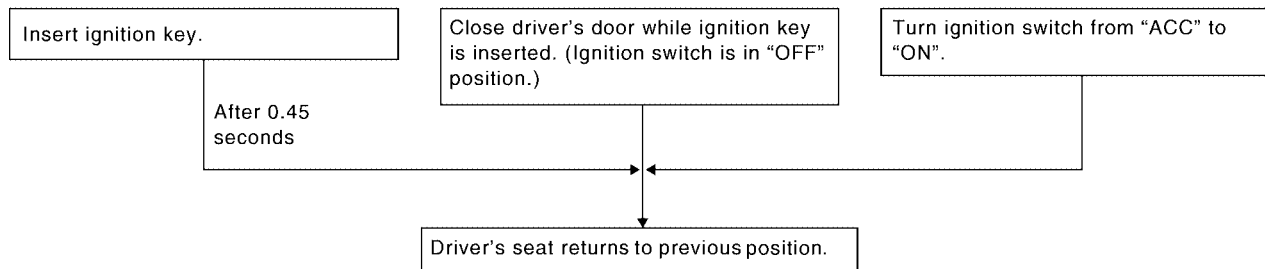 Insert ignition key.
Close driver’s door while ignition key
is inserted. (Ignition switch is in “OFF”
position.)
Turn ignition switch from “ACC” to
“ON”.
After 0.45
seconds
Driver’s seat returns to previous position.